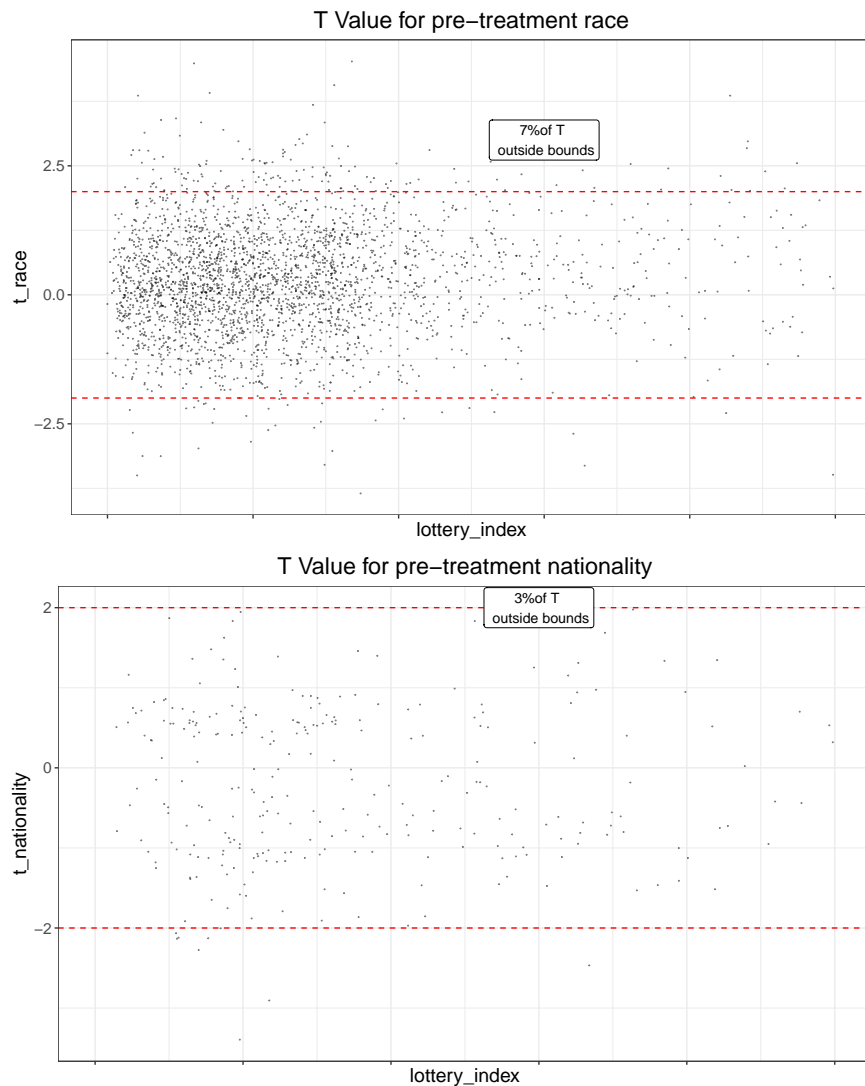 T Value for pre−treatment race
7%of T
outside bounds
2.5
0.0
−2.5
t_race
lottery_index
T Value for pre−treatment nationality
3%of T
outside bounds
2
0
−2
t_nationality
lottery_index